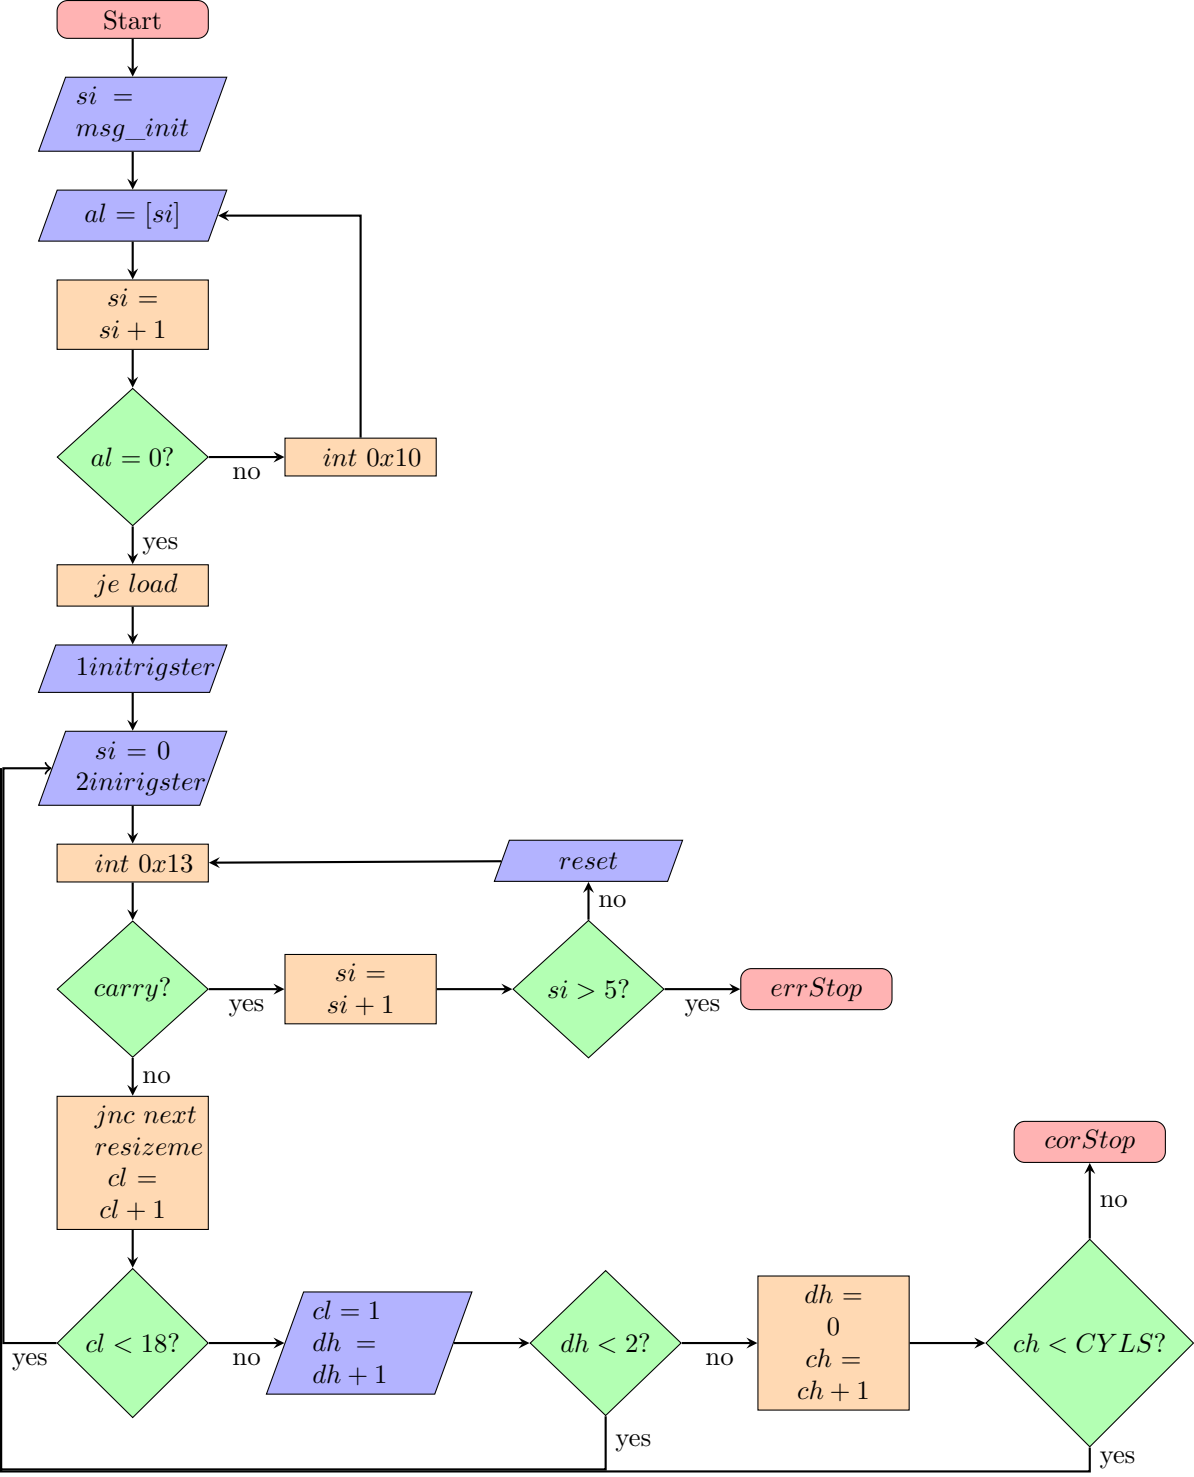 Start
si =
msg_init
al = [si]
si =
si + 1
al = 0?
no
int 0x10
yes
je load
1initrigster
si = 0
2inirigster
int 0x13
reset
no
carry?
yes
si =
si + 1
si > 5?
yes
errStop
no
jnc next
resizeme
cl =
cl + 1
corStop
no
cl < 18?
yes
no
cl = 1
dh =
dh + 1
dh < 2?
no
dh =
0
ch =
ch + 1
ch < CYLS?
yes
yes